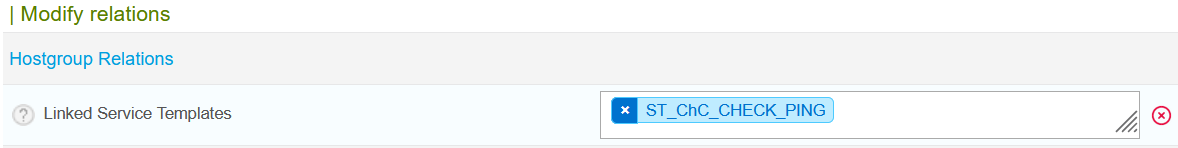 | Modify relations
Hostgroup Relations
? Linked Service Templates × ST_ChC_CHECK_PING